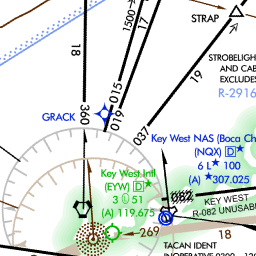 1500
17
STRAP
18
STROBELIGH
AND CAB
EXCLUDES
R-2916
19
GRACK
360
015
019
037
Key West NAS (Boca Ch
(NQX) D
6 L 100
(A) 307.025
Key West Intl
(EYW) D
3 51
(A) 119.675
KEY WEST
R-082 UNUSAB
269
18
TACAN IDENT